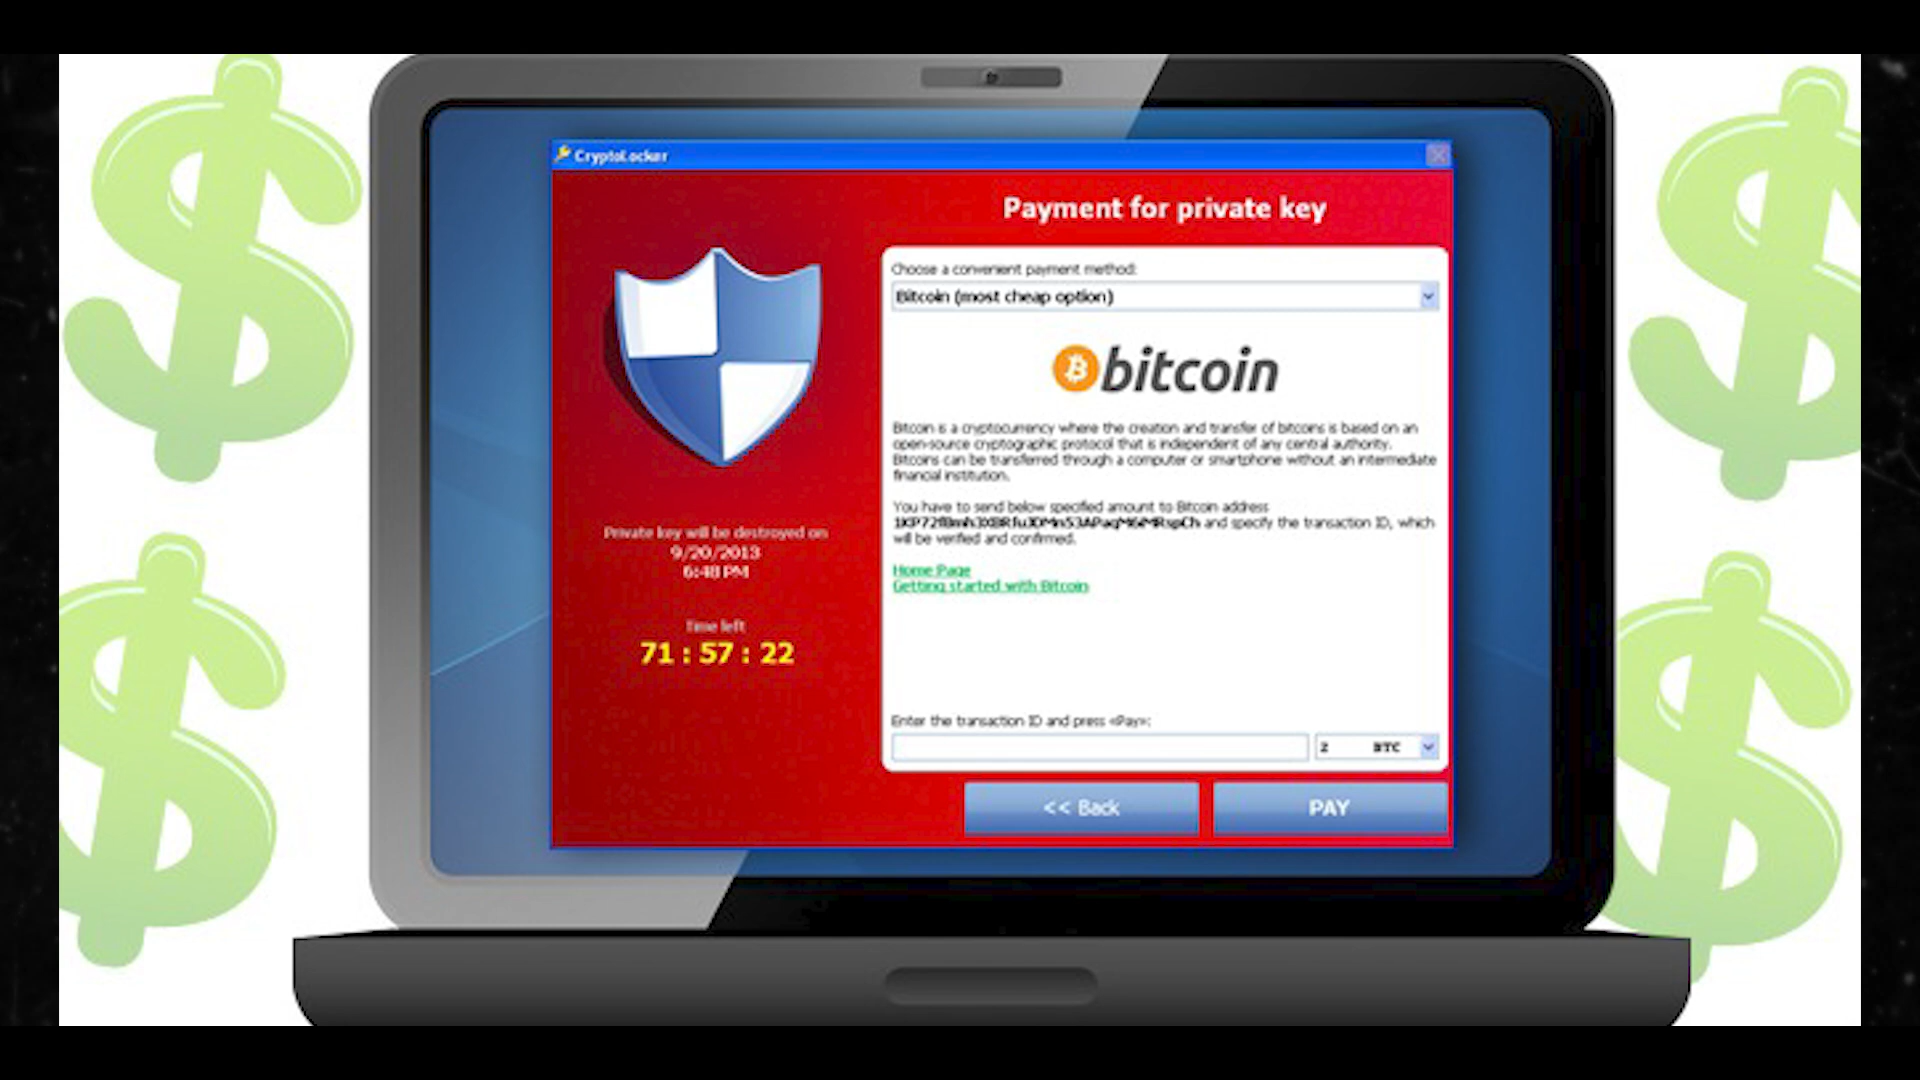 CryptoLocker
Payment for private key
Choose a convenient payment method:
Bitcoin (most cheap option)
bitcoin
Bitcoin is a cryptocurrency where the creation and transfer of bitcoins is based on an
open-source cryptographic protocol that is independent of any central authority.
Bitcoins can be transferred through a computer or smartphone without an intermediate
financial institution.
You have to send below specified amount to Bitcoin address
and specify the transaction ID, which
will be verified and confirmed.
Home Page
Getting started with Bitcoin
Private key will be destroyed on
9/20/2013
6:48 PM
Time left
71 : 57 : 22
Enter the transaction ID and press «Pay»:
2 BTC
<< Back
PAY